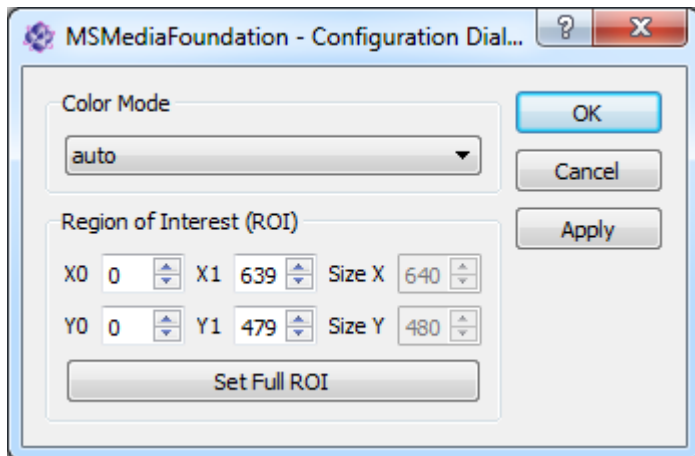 MSMediaFoundation - Configuration Dial...
Color Mode
auto
OK
Cancel
Apply
Region of Interest (ROI)
X0 0 X1 639 Size X 640
Y0 0 Y1 479 Size Y 480
Set Full ROI